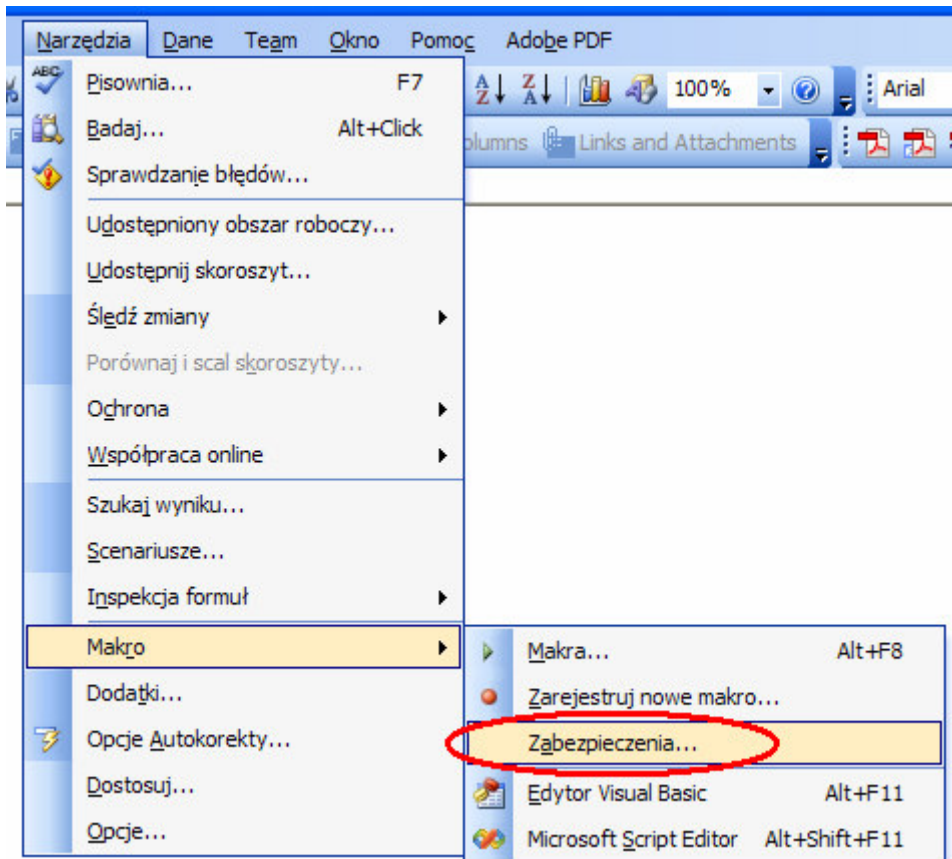 Narzędzia Dane Team Okno Pomoc Adobe PDF
Pisownia... F7
100% Arial
Badaj... Alt+Click
Links and Attachments
Sprawdzanie błędów...
Udostępniony obszar roboczy...
Udostępnij skoroszyt...
Śledź zmiany
Porównaj i scal skoroszyty...
Ochrona
Współpraca online
Szukaj wyniku...
Scenariusze...
Inspekcja formuł
Makro
Makra... Alt+F8
Dodatki...
Zarejestruj nowe makro...
Opcje Autokorekty...
Zabezpieczenia...
Dostosuj...
Edytor Visual Basic Alt+F11
Opcje...
Microsoft Script Editor Alt+Shift+F11